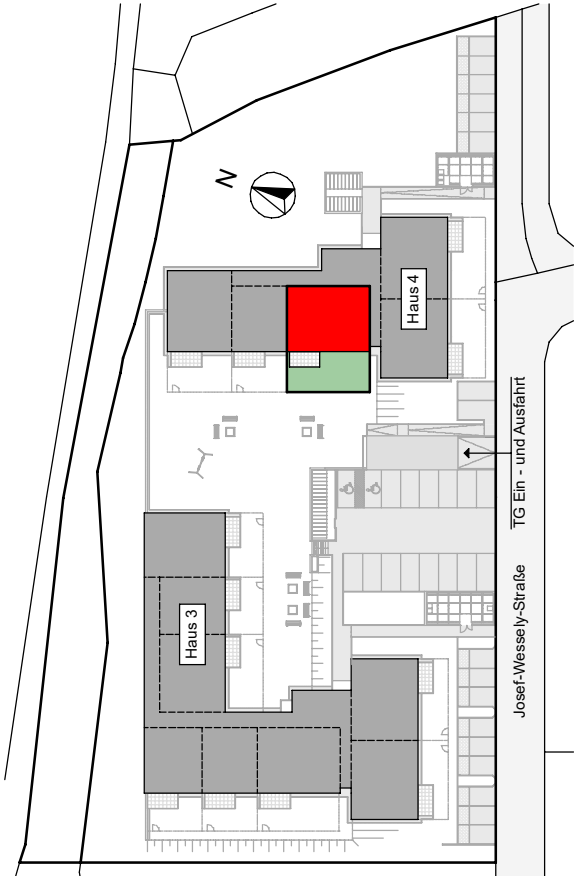 N
Haus 4
TG Ein - und Ausfahrt
Haus 3
Josef-Wessely-Straße